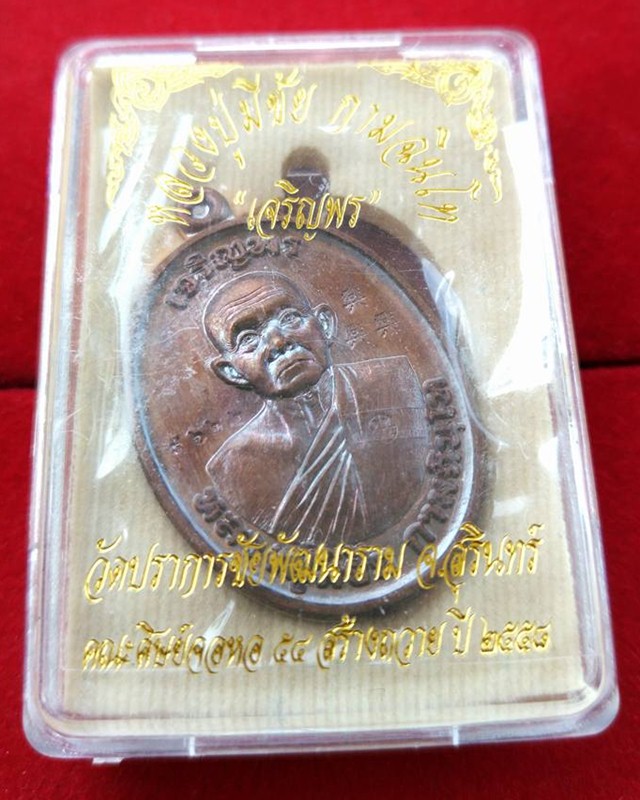 หลวงปู่มีชัย กามฉินโท
"เจริญพร"
เจริญพร
วัดปราการชัยพัฒนาราม จ.สุรินทร์
คณะศิษย์จอหอ ๕๔ สร้างถวาย ปี ๒๕๕๘